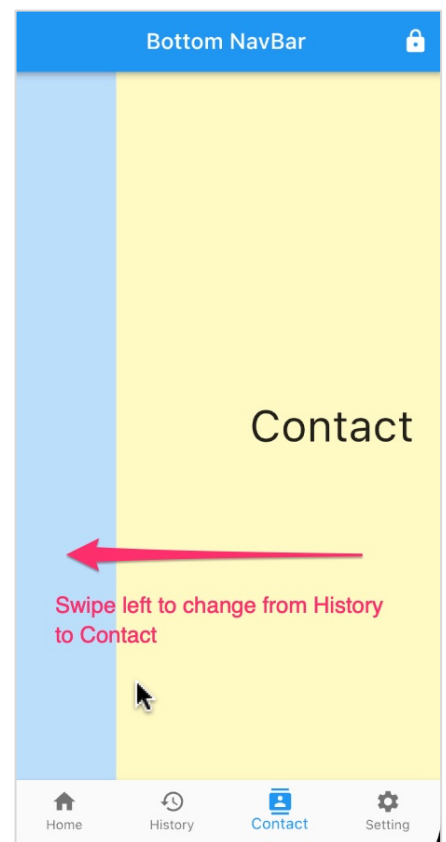 Bottom NavBar
Contact
Swipe left to change from History
to Contact
Home
History
Contact
Setting